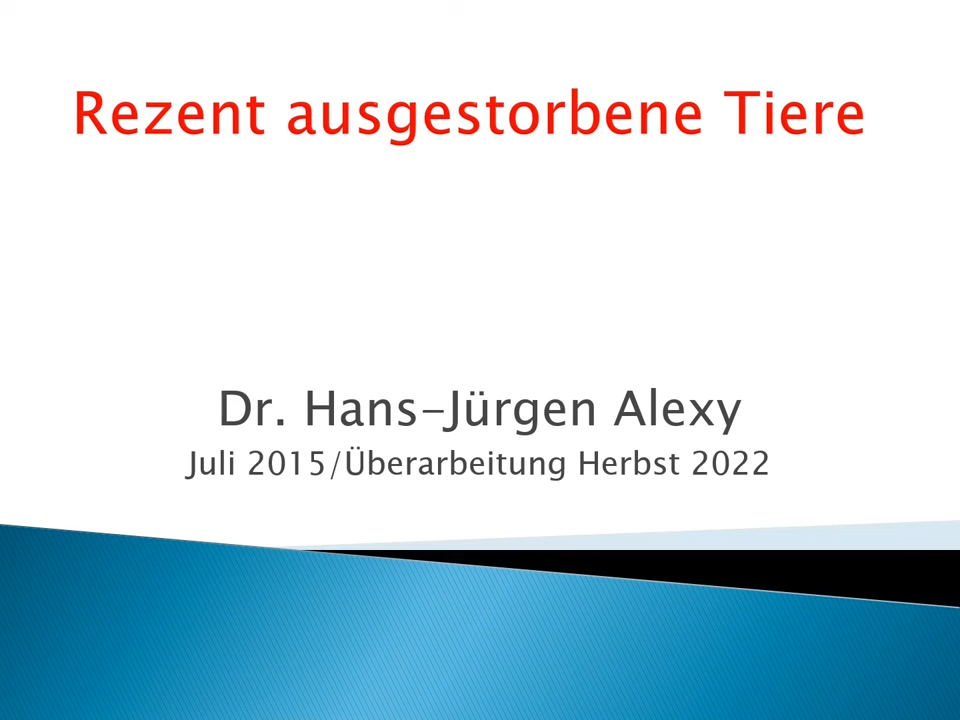 Rezent ausgestorbene Tiere
Dr. Hans-Jürgen Alexy
Juli 2015/Überarbeitung Herbst 2022